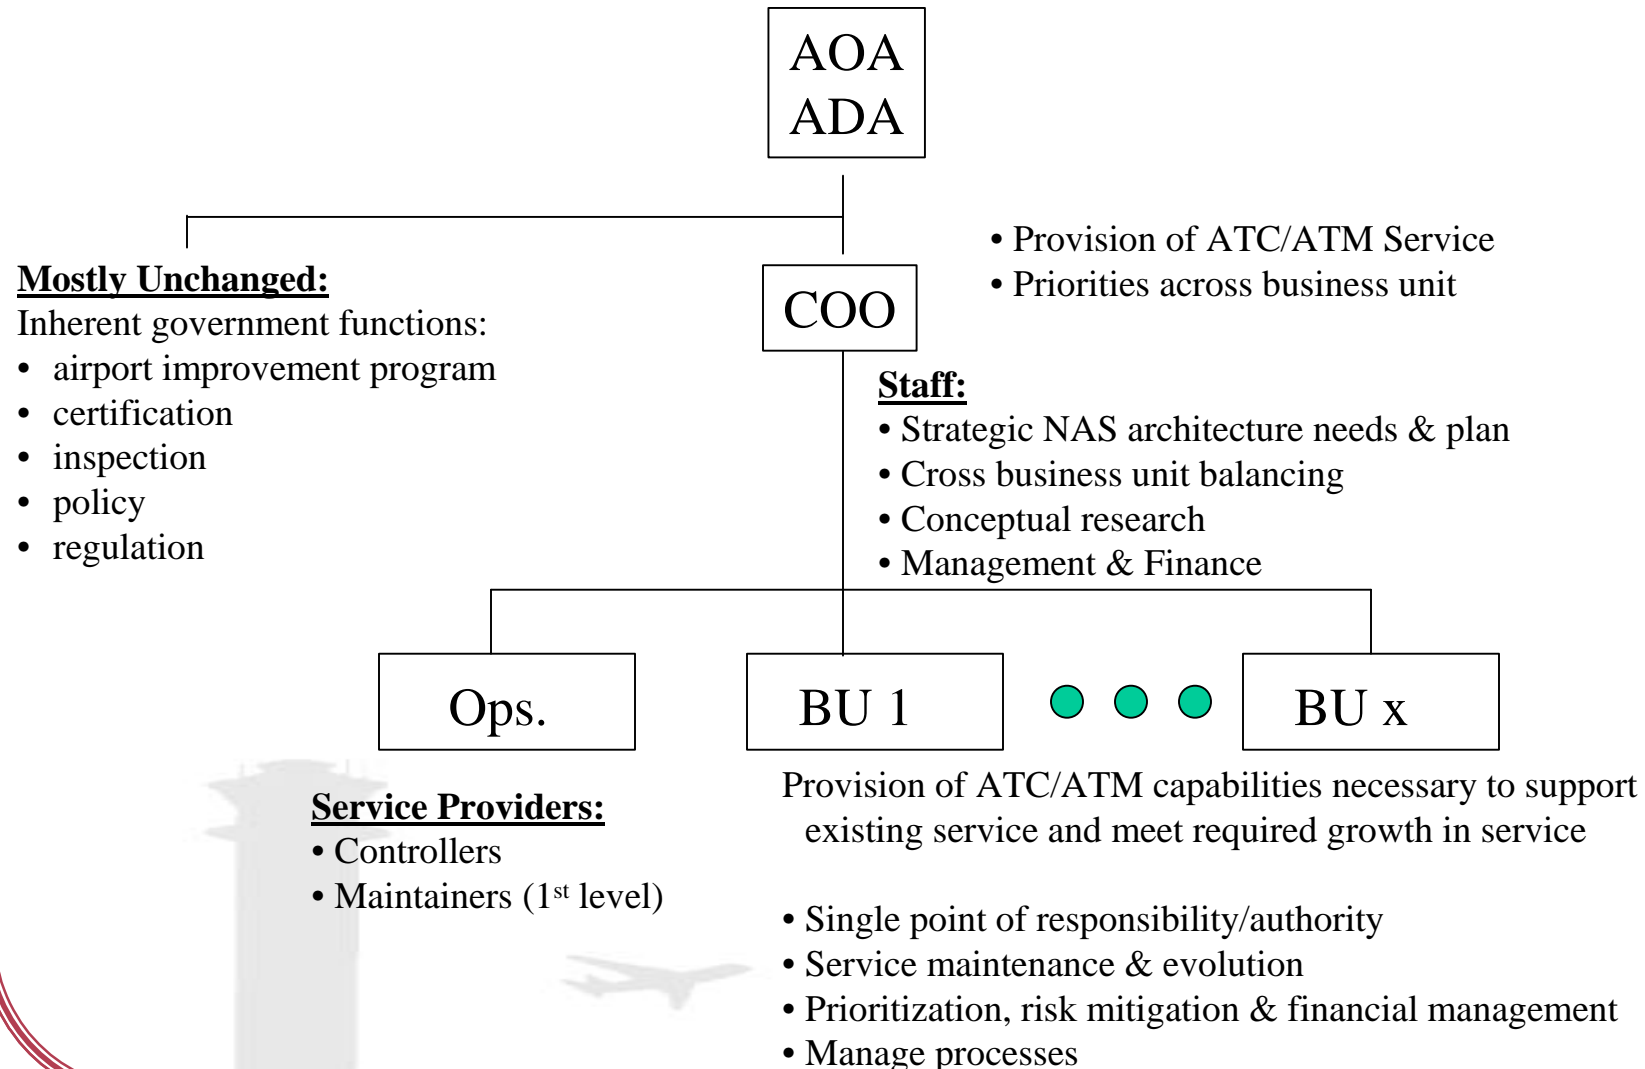 AOA
ADA
• Provision of ATC/ATM Service
• Priorities across business unit
Mostly Unchanged:
Inherent government functions:
• airport improvement program
• certification
• inspection
• policy
• regulation
COO
Staff:
• Strategic NAS architecture needs & plan
• Cross business unit balancing
• Conceptual research
• Management & Finance
Ops.
BU 1
BU x
Service Providers:
• Controllers
• Maintainers (1st level)
Provision of ATC/ATM capabilities necessary to support
existing service and meet required growth in service
• Single point of responsibility/authority
• Service maintenance & evolution
• Prioritization, risk mitigation & financial management
• Manage processes